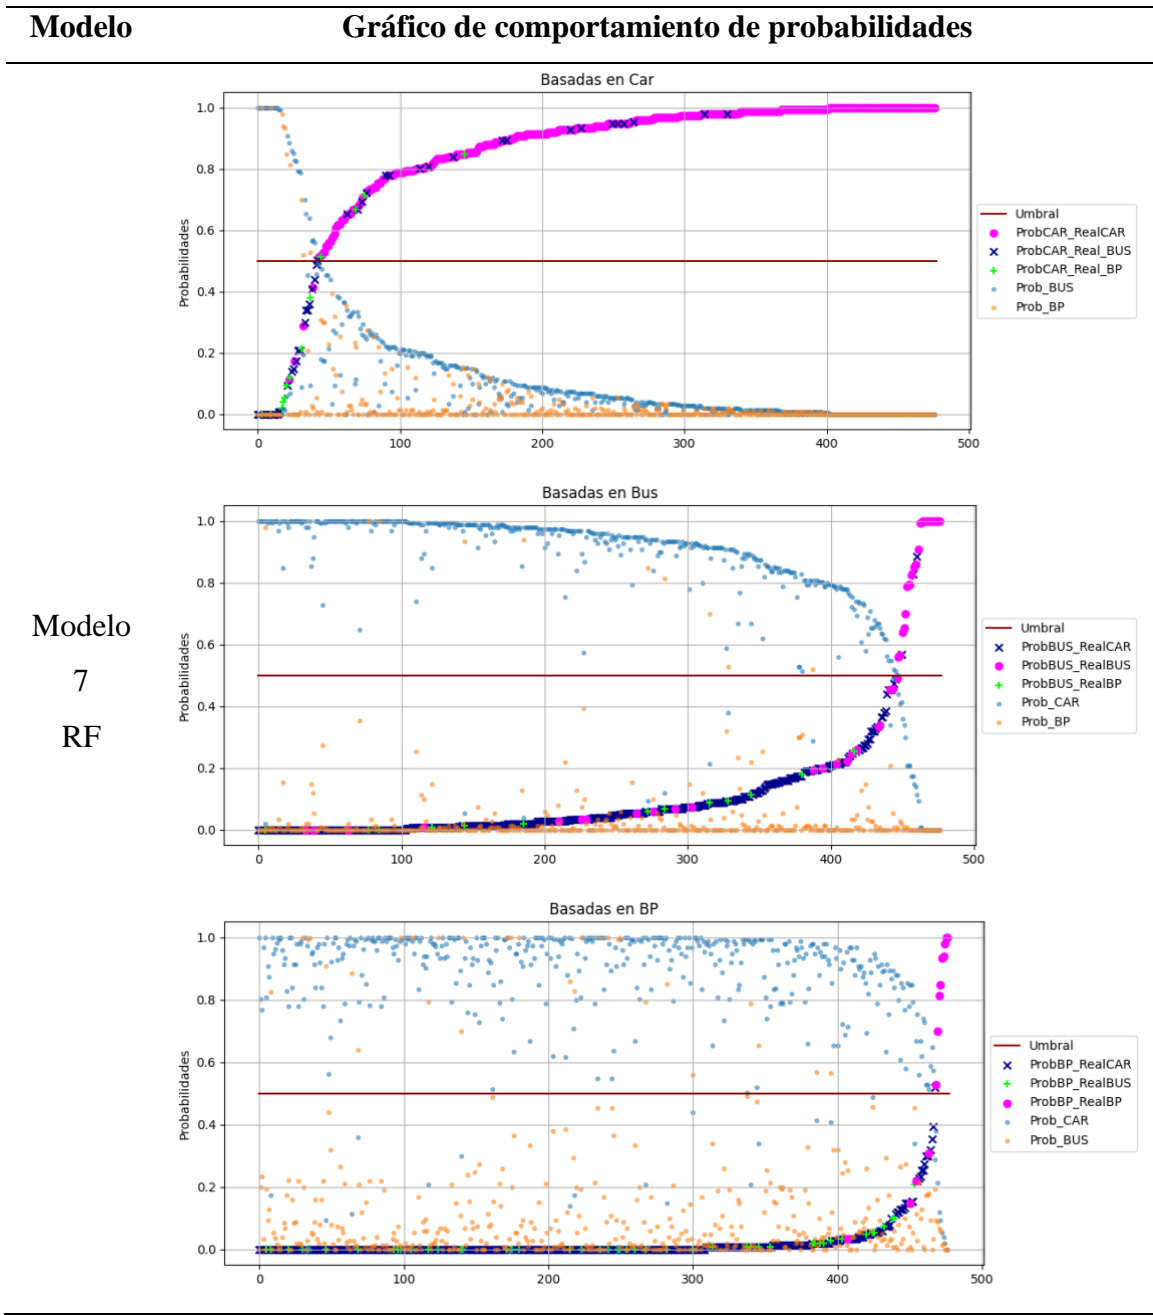 Modelo Gráfico de comportamiento de probabilidades
Basadas en Car
Probabilidades
1.0
0.8
0.6
0.4
0.2
0.0
0 100 200 300 400 500
Umbral
ProbCAR_RealCAR
ProbCAR_Real_BUS
ProbCAR_Real_BP
Prob_BUS
Prob_BP
Modelo
7
RF
Basadas en Bus
Probabilidades
1.0
0.8
0.6
0.4
0.2
0.0
0 100 200 300 400 500
Umbral
ProbBUS_RealCAR
ProbBUS_RealBUS
ProbBUS_RealBP
Prob_CAR
Prob_BP
Basadas en BP
Probabilidades
1.0
0.8
0.6
0.4
0.2
0.0
0 100 200 300 400 500
Umbral
ProbBP_RealCAR
ProbBP_RealBUS
ProbBP_RealBP
Prob_CAR
Prob_BUS